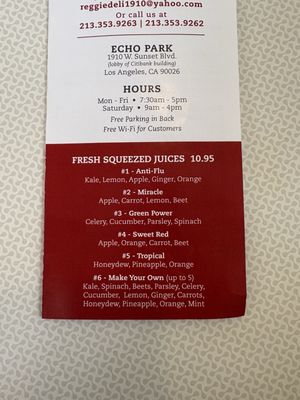 reggiedeli1910@yahoo.com
Or call us at
213.353.9263 | 213.353.9262
ECHO PARK
1910 W. Sunset Blvd.
(lobby of Citibank building)
Los Angeles, CA 90026
HOURS
Mon - Fri • 7:30am - 5pm
Saturday • 9am - 4pm
Free Parking in Back
Free Wi-Fi for Customers
FRESH SQUEEZED JUICES 10.95
#1 - Anti-Flu
Kale, Lemon, Apple, Ginger, Orange
#2 - Miracle
Apple, Carrot, Lemon, Beet
#3 - Green Power
Celery, Cucumber, Parsley, Spinach
#4 - Sweet Red
Apple, Orange, Carrot, Beet
#5 - Tropical
Honeydew, Pineapple, Orange
#6 - Make Your Own (up to 5)
Kale, Spinach, Beets, Parsley, Celery,
Cucumber, Lemon, Ginger, Carrots,
Honeydew, Pineapple, Orange, Mint